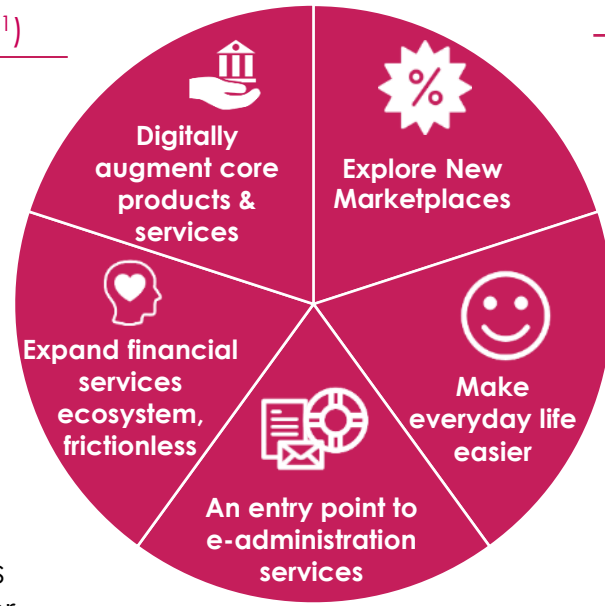 1)
Digitally
augment core
products &
services
%
Explore New
Marketplaces
Expand financial
services
ecosystem,
frictionless
Make
everyday life
easier
An entry point to
e-administration
services